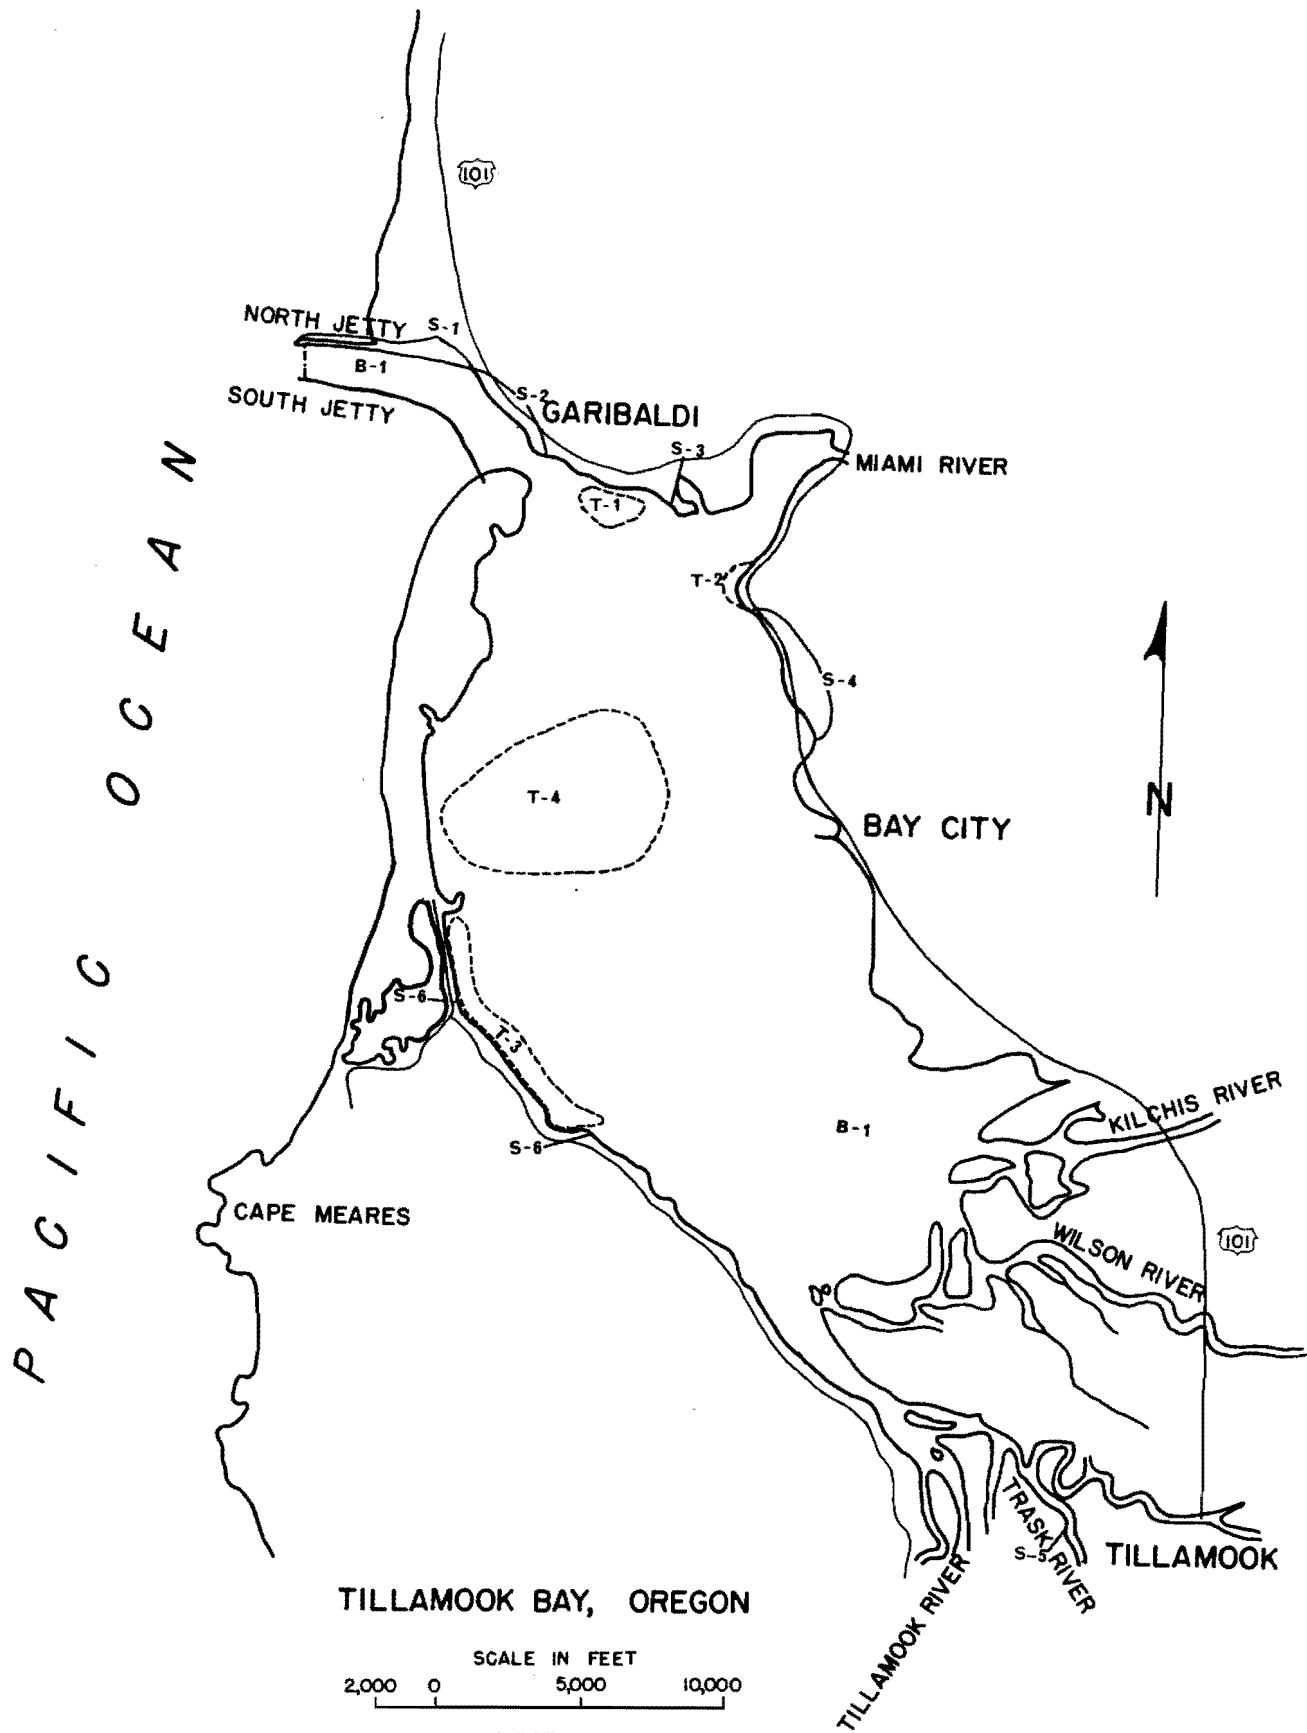 101
NORTH JETTY
S-1
B-1
SOUTH JETTY
S-2
GARIBALDI
S-3
MIAMI RIVER
T-1
T-2
S-4
PACIFIC OCEAN
T-4
N
BAY CITY
S-6
T-3
S-6
B-1
KILCHIS RIVER
CAPE MEARES
WILSON RIVER
101
TRASK RIVER
S-5
TILLAMOOK
TILLAMOOK RIVER
TILLAMOOK BAY, OREGON
SCALE IN FEET
2,000 0 5,000 10,000